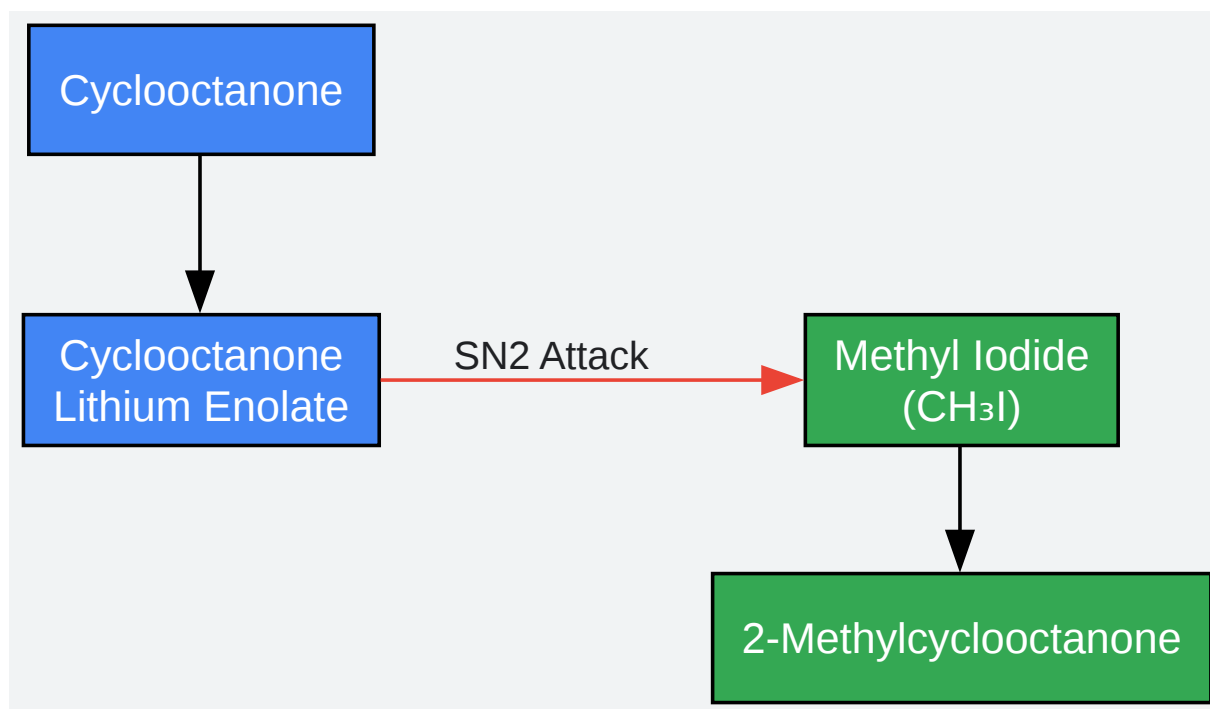 Cyclooctanone
Cyclooctanone
Lithium Enolate
SN2 Attack
Methyl Iodide
(CH₃I)
2-Methylcyclooctanone